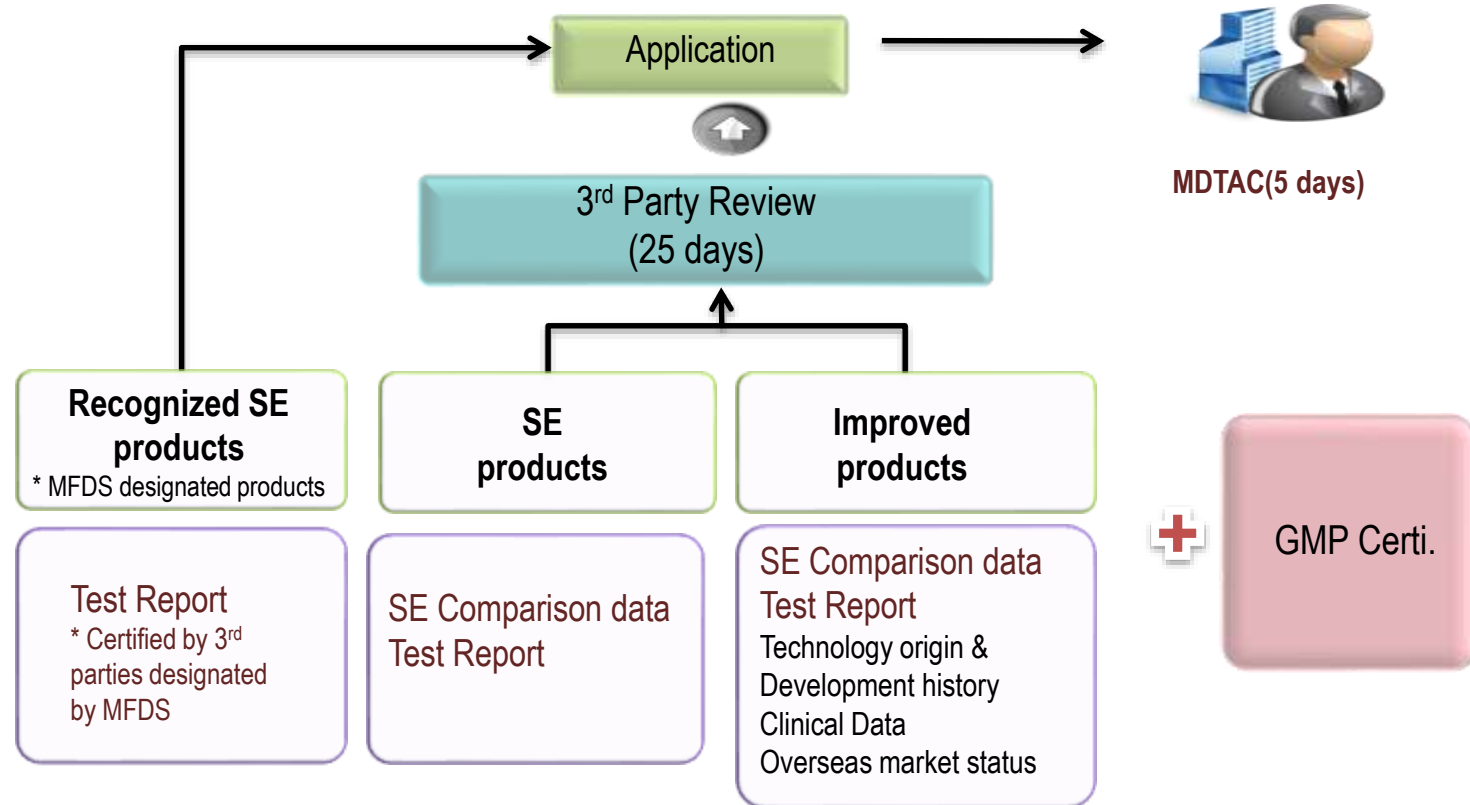 Application
MDTAC(5 days)
3rd Party Review
(25 days)
Recognized SE
products
* MFDS designated products
SE
products
Improved
products
Test Report
* Certified by 3rd
parties designated
by MFDS
SE Comparison data
Test Report
SE Comparison data
Test Report
Technology origin &
Development history
Clinical Data
Overseas market status
GMP Certi.